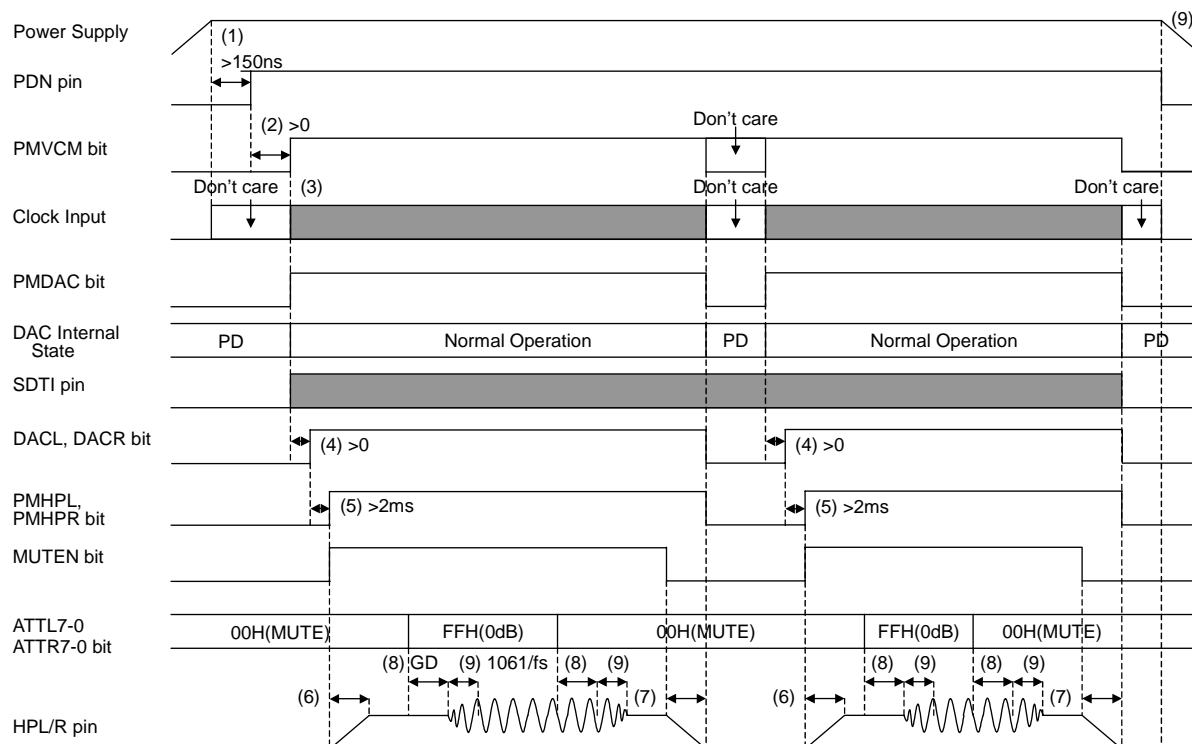 Power Supply
(1)
(9)
>150ns
PDN pin
(2) >0
Don't care
PMVCM bit
Don't care
(3)
Don't care
Don't care
Clock Input
PMDAC bit
DAC Internal
State
PD
Normal Operation
PD
Normal Operation
PD
SDTI pin
DACL, DACR bit
(4) >0
(4) >0
PMHPL,
PMHPR bit
(5) >2ms
(5) >2ms
MUTEN bit
ATTL7-0
ATTR7-0 bit
00H(MUTE)
FFH(0dB)
00H(MUTE)
FFH(0dB)
00H(MUTE)
(8) GD
(9) 1061/fs
(8)
(9)
(8)
(9)
(8)
(9)
(6)
(7)
(6)
(7)
HPL/R pin